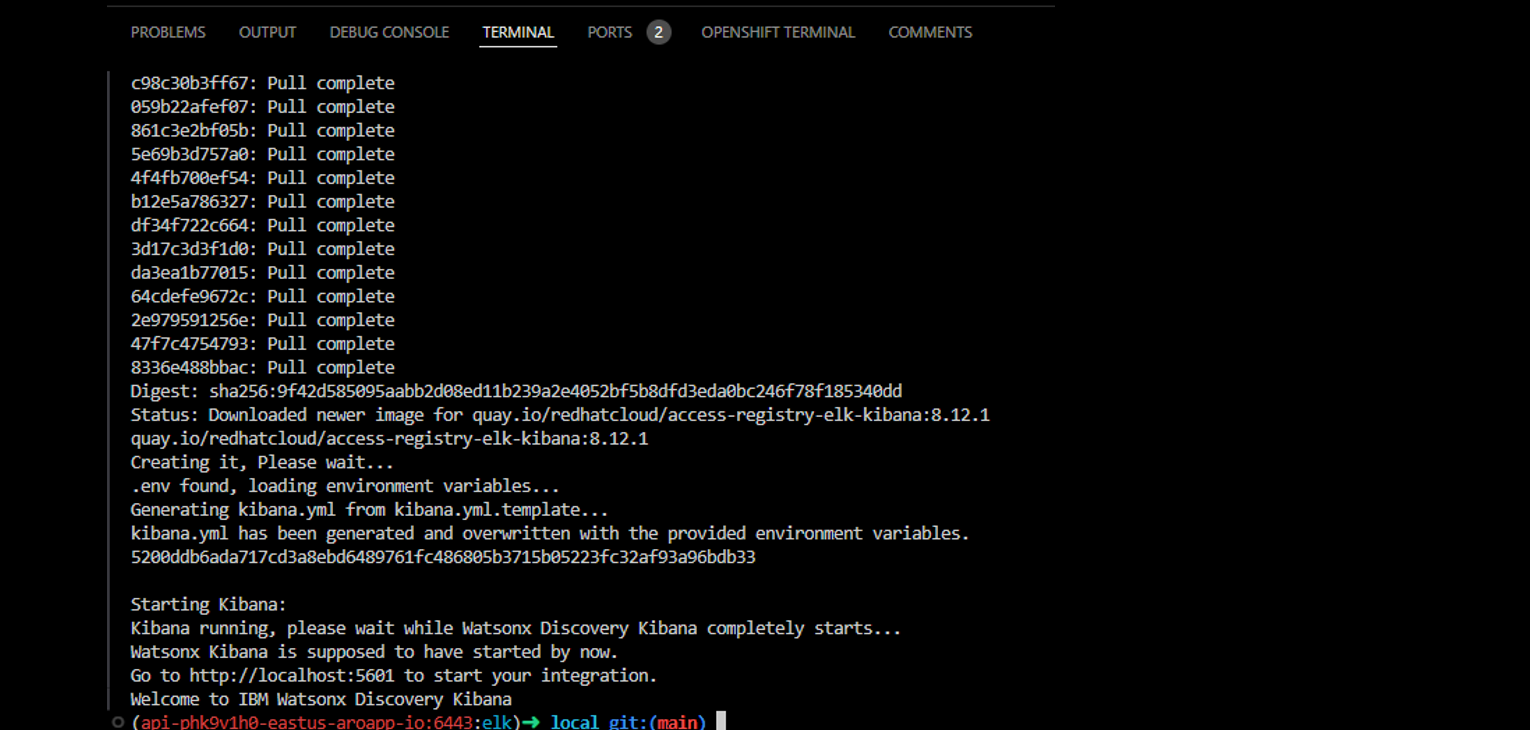 PROBLEMS OUTPUT DEBUG CONSOLE TERMINAL PORTS 2 OPENSHIFT TERMINAL COMMENTS
c98c30b3ff67: Pull complete
059b22afef07: Pull complete
861c3e2bf05b: Pull complete
5e69b3d757a0: Pull complete
4f4fb700ef54: Pull complete
b12e5a786327: Pull complete
df34f722c664: Pull complete
3d17c3d3f1d0: Pull complete
da3ea1b77015: Pull complete
64cdefe9672c: Pull complete
2e979591256e: Pull complete
47f7c4754793: Pull complete
8336e488bbac: Pull complete
Digest: sha256:9f42d585095aabb2d08ed11b239a2e4052bf5b8dfd3eda0bc246f78f185340dd
Status: Downloaded newer image for quay.io/redhatcloud/access-registry-elk-kibana:8.12.1
quay.io/redhatcloud/access-registry-elk-kibana:8.12.1
Creating it, Please wait...
.env found, loading environment variables...
Generating kibana.yml from kibana.yml.template...
kibana.yml has been generated and overwritten with the provided environment variables.
5200ddb6ada717cd3a8ebd6489761fc486805b3715b05223fc32af93a96bdb33
Starting Kibana:
Kibana running, please wait while Watsonx Discovery Kibana completely starts...
Watsonx Kibana is supposed to have started by now.
Go to http://localhost:5601 to start your integration.
Welcome to IBM Watsonx Discovery Kibana
(api-phk9v1h0-eastus-aroapp-io:6443:elk)➜ local git:(main)